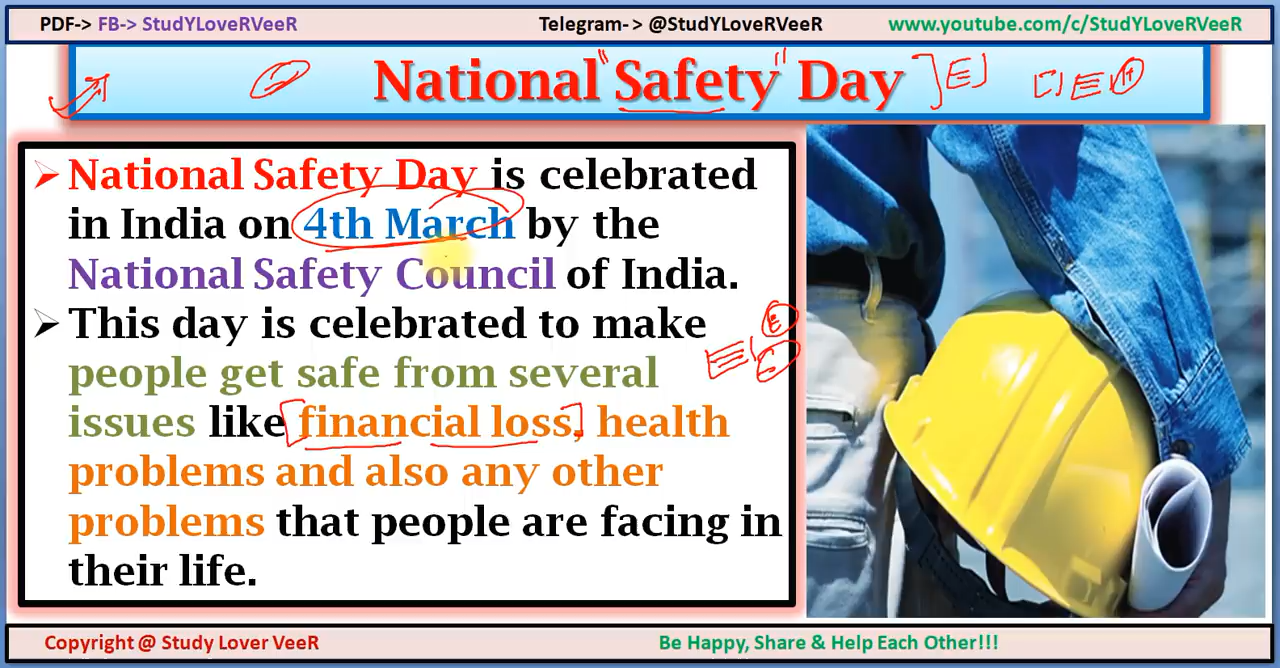 PDF-> FB-> StudYLoveRVeeR
Telegram-> @StudYLoveRVeeR
www.youtube.com/c/StudYLoveRVeeR
National "Safety" Day
National Safety Day is celebrated
in India on 4th March by the
National Safety Council of India.
This day is celebrated to make
people get safe from several
issues like financial loss, health
problems and also any other
problems that people are facing in
their life.
Copyright @ Study Lover VeeR
Be Happy, Share & Help Each Other!!!